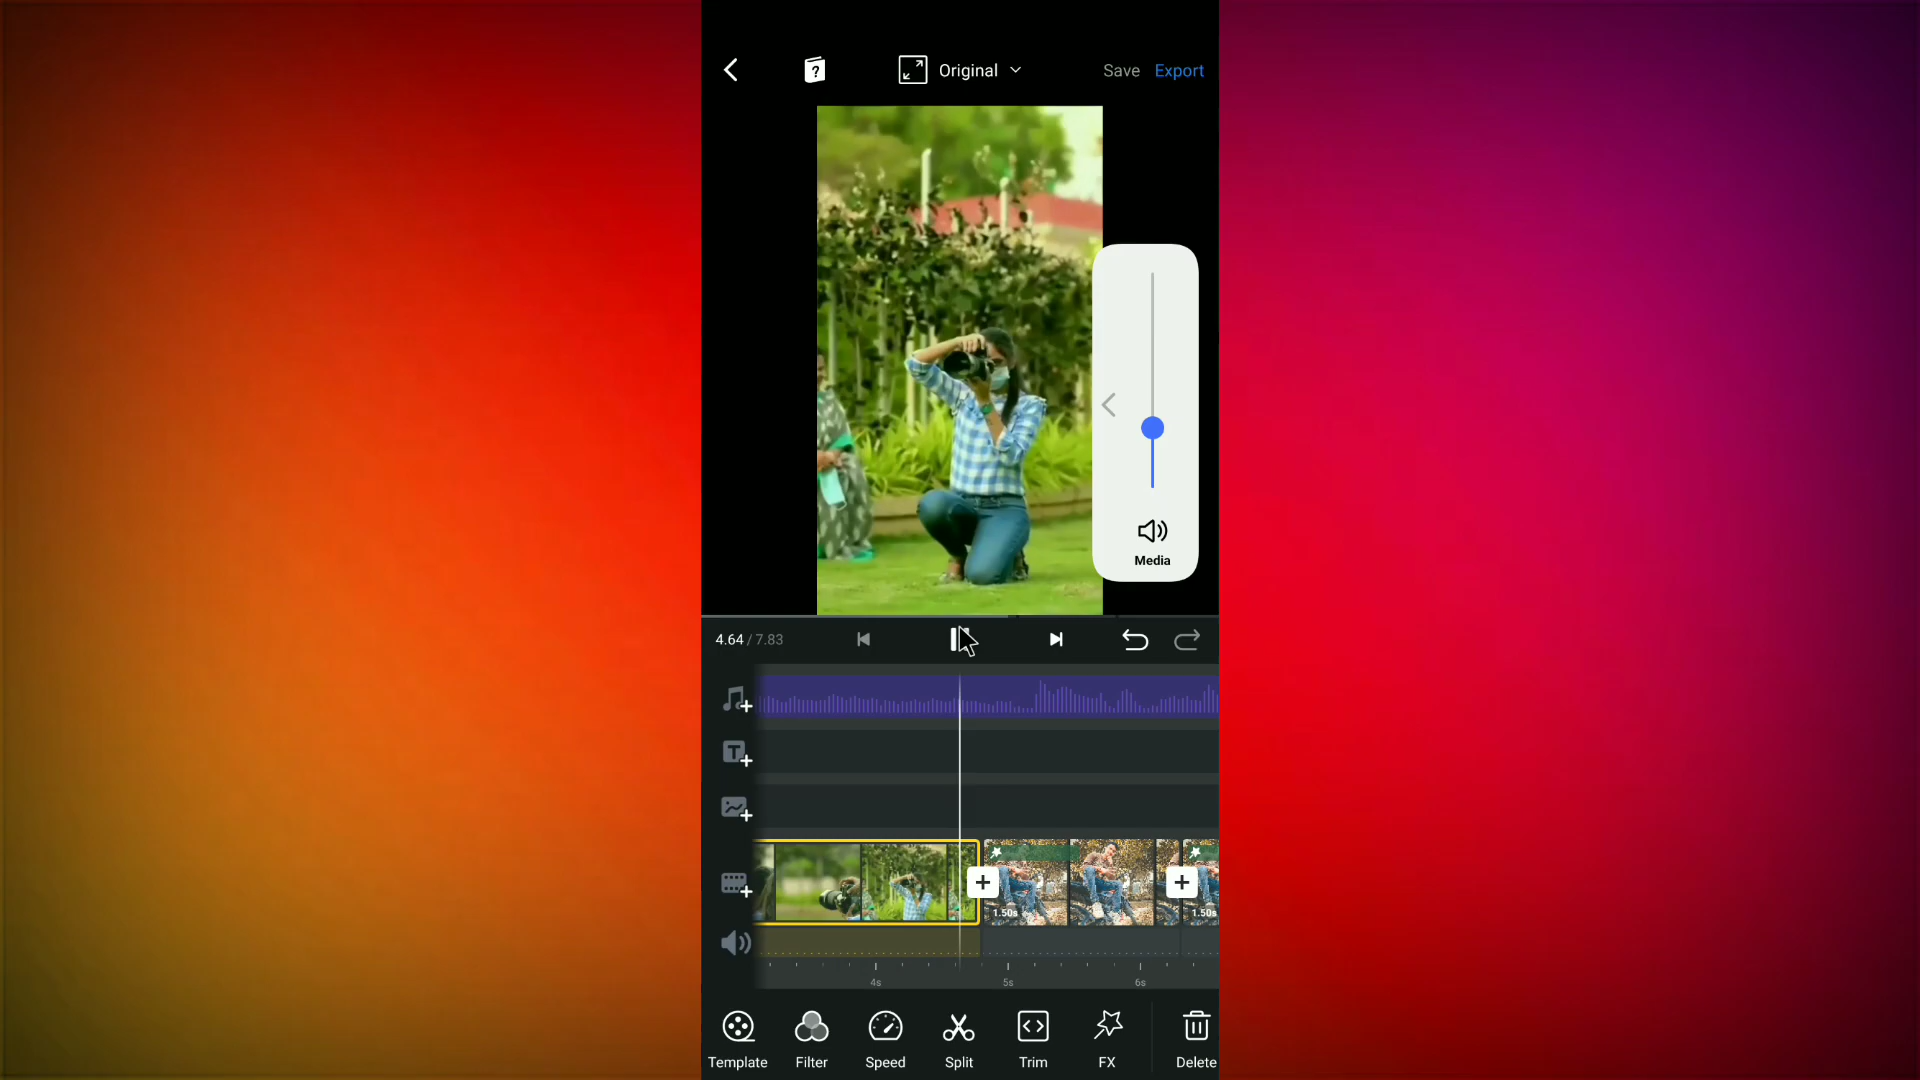 Original
Save
Export
Media
4.64 / 7.83
1.50s
1.50s
4s
5s
6s
Template
Filter
Speed
Split
Trim
FX
Delete